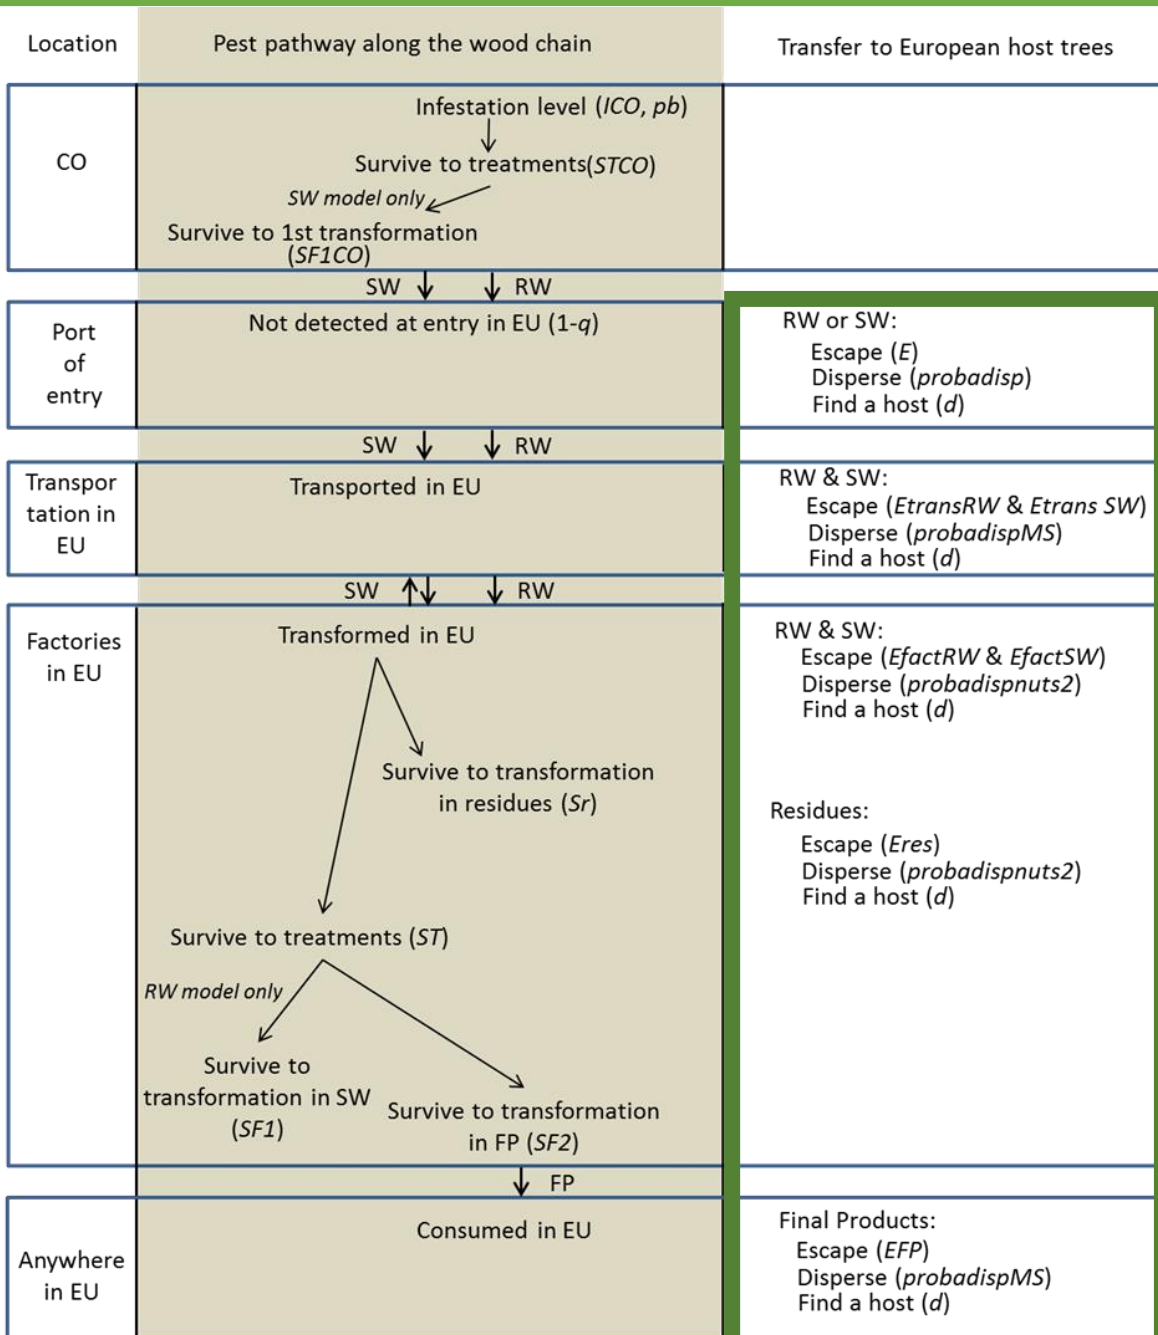 Location
Pest pathway along the wood chain
Transfer to European host trees
CO
Infestation level (ICO, pb)
Survive to treatments(STCO)
SW model only
Survive to 1st transformation
(SF1CO)
SW
RW
Port
of
entry
Not detected at entry in EU (1-q)
RW or SW:
Escape (E)
Disperse (probadisp)
Find a host (d)
SW
RW
Transpor
tation in
EU
Transported in EU
RW & SW:
Escape (EtransRW & Etrans SW)
Disperse (probadispMS)
Find a host (d)
SW
RW
Factories
in EU
Transformed in EU
RW & SW:
Escape (EfactRW & EfactSW)
Disperse (probadispnuts2)
Find a host (d)
Survive to transformation
in residues (Sr)
Residues:
Escape (Eres)
Disperse (probadispnuts2)
Find a host (d)
Survive to treatments (ST)
RW model only
Survive to
transformation in SW
(SF1)
Survive to transformation
in FP (SF2)
FP
Anywhere
in EU
Consumed in EU
Final Products:
Escape (EFP)
Disperse (probadispMS)
Find a host (d)